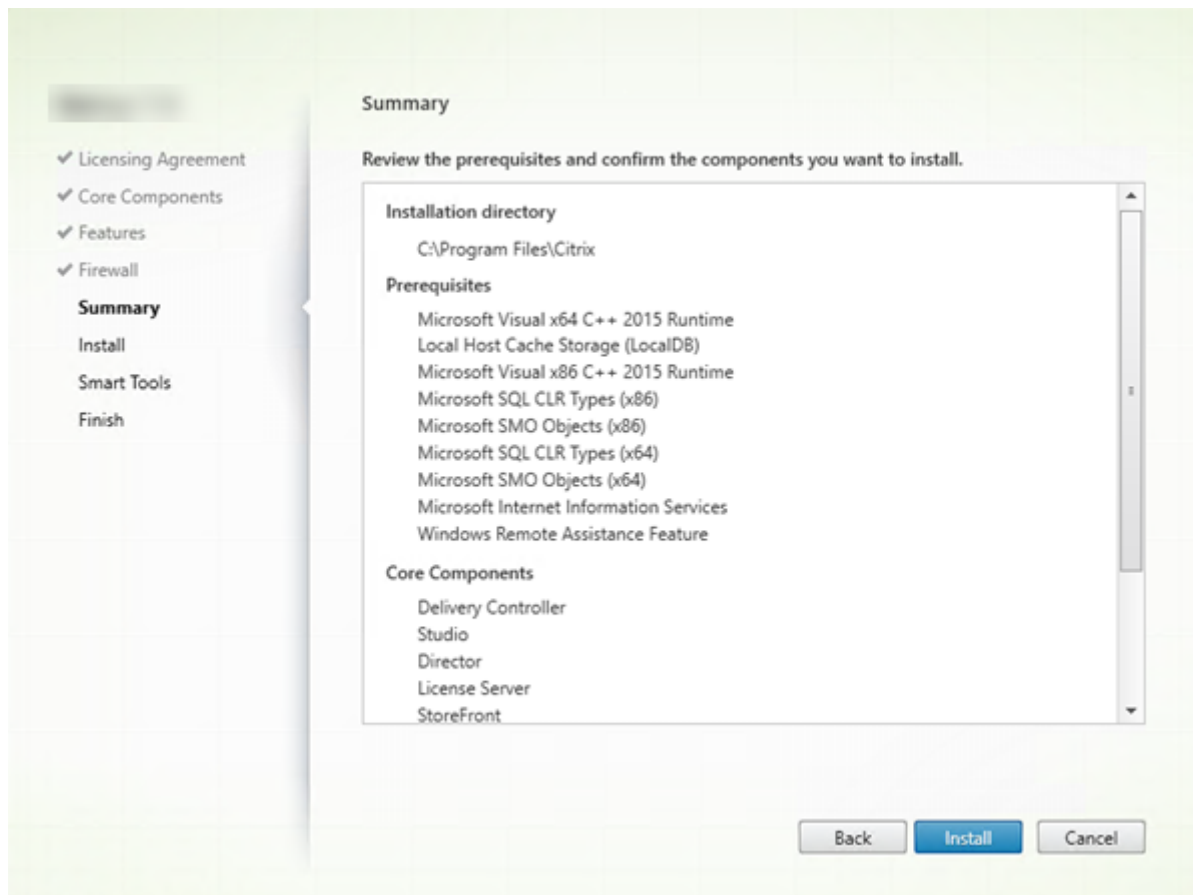 Licensing Agreement
Core Components
Features
Firewall
Summary
Install
Smart Tools
Finish
Summary
Review the prerequisites and confirm the components you want to install.
Installation directory
C:\Program Files\Citrix
Prerequisites
Microsoft Visual x64 C++ 2015 Runtime
Local Host Cache Storage (LocalDB)
Microsoft Visual x86 C++ 2015 Runtime
Microsoft SQL CLR Types (x86)
Microsoft SMO Objects (x86)
Microsoft SQL CLR Types (x64)
Microsoft SMO Objects (x64)
Microsoft Internet Information Services
Windows Remote Assistance Feature
Core Components
Delivery Controller
Studio
Director
License Server
StoreFront
Back
Install
Cancel